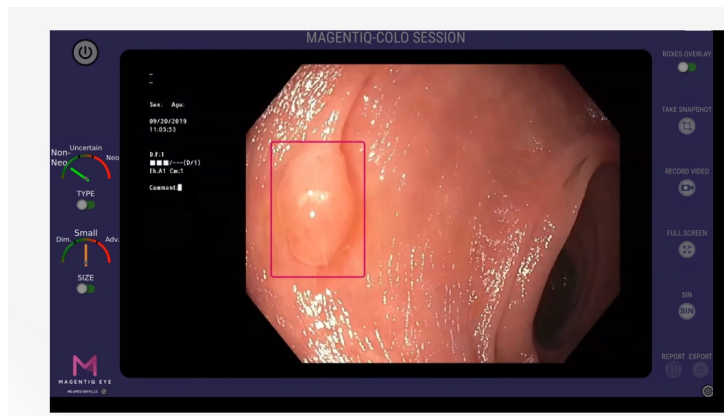 MAGENTIQ-COLO SESSION
BOXES OVERLAY
Sex: Age:
09/20/2019
11:05:53
D.F:1
■■■/---(0/1)
Eh:A1 Cm:1
Comment:
Uncertain
Non-Neo
Neo
TYPE
Small
Dim.
Adv.
SIZE
TAKE SNAPSHOT
RECORD VIDEO
FULL SCREEN
SIN
SIN
REPORT EXPORT
MAGENTIQ EYE